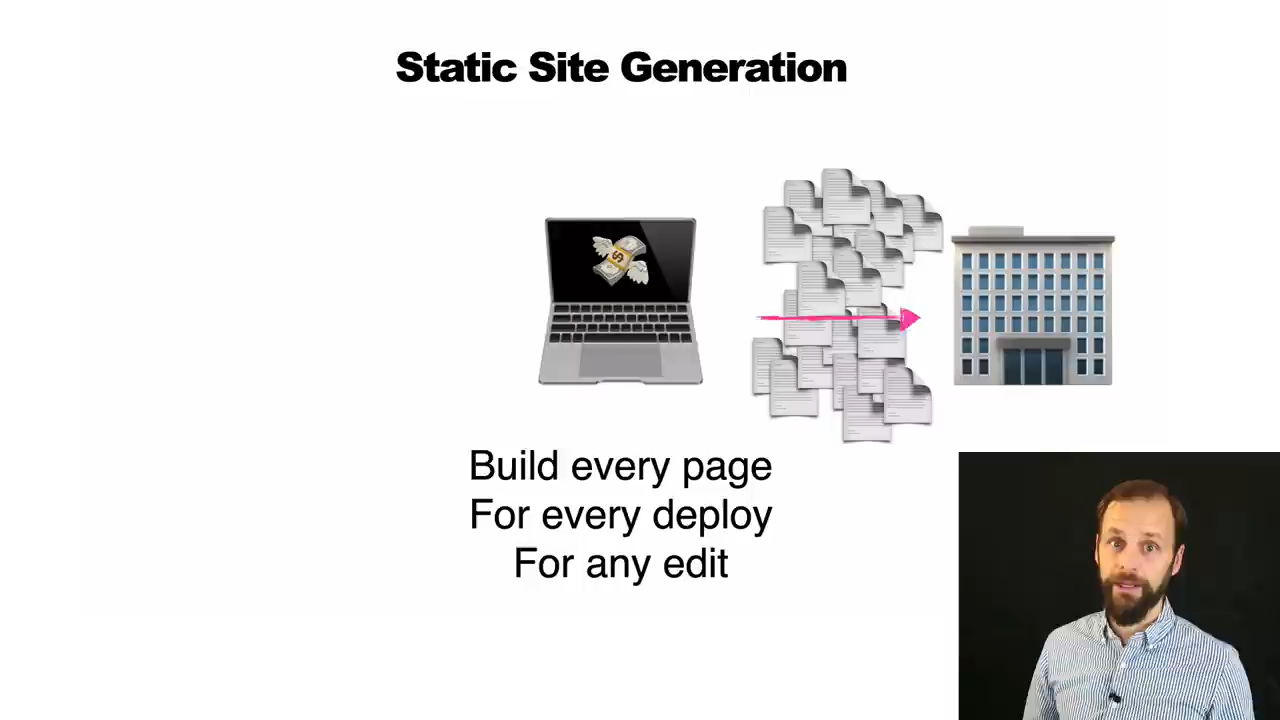 Static Site Generation
Build every page
For every deploy
For any edit